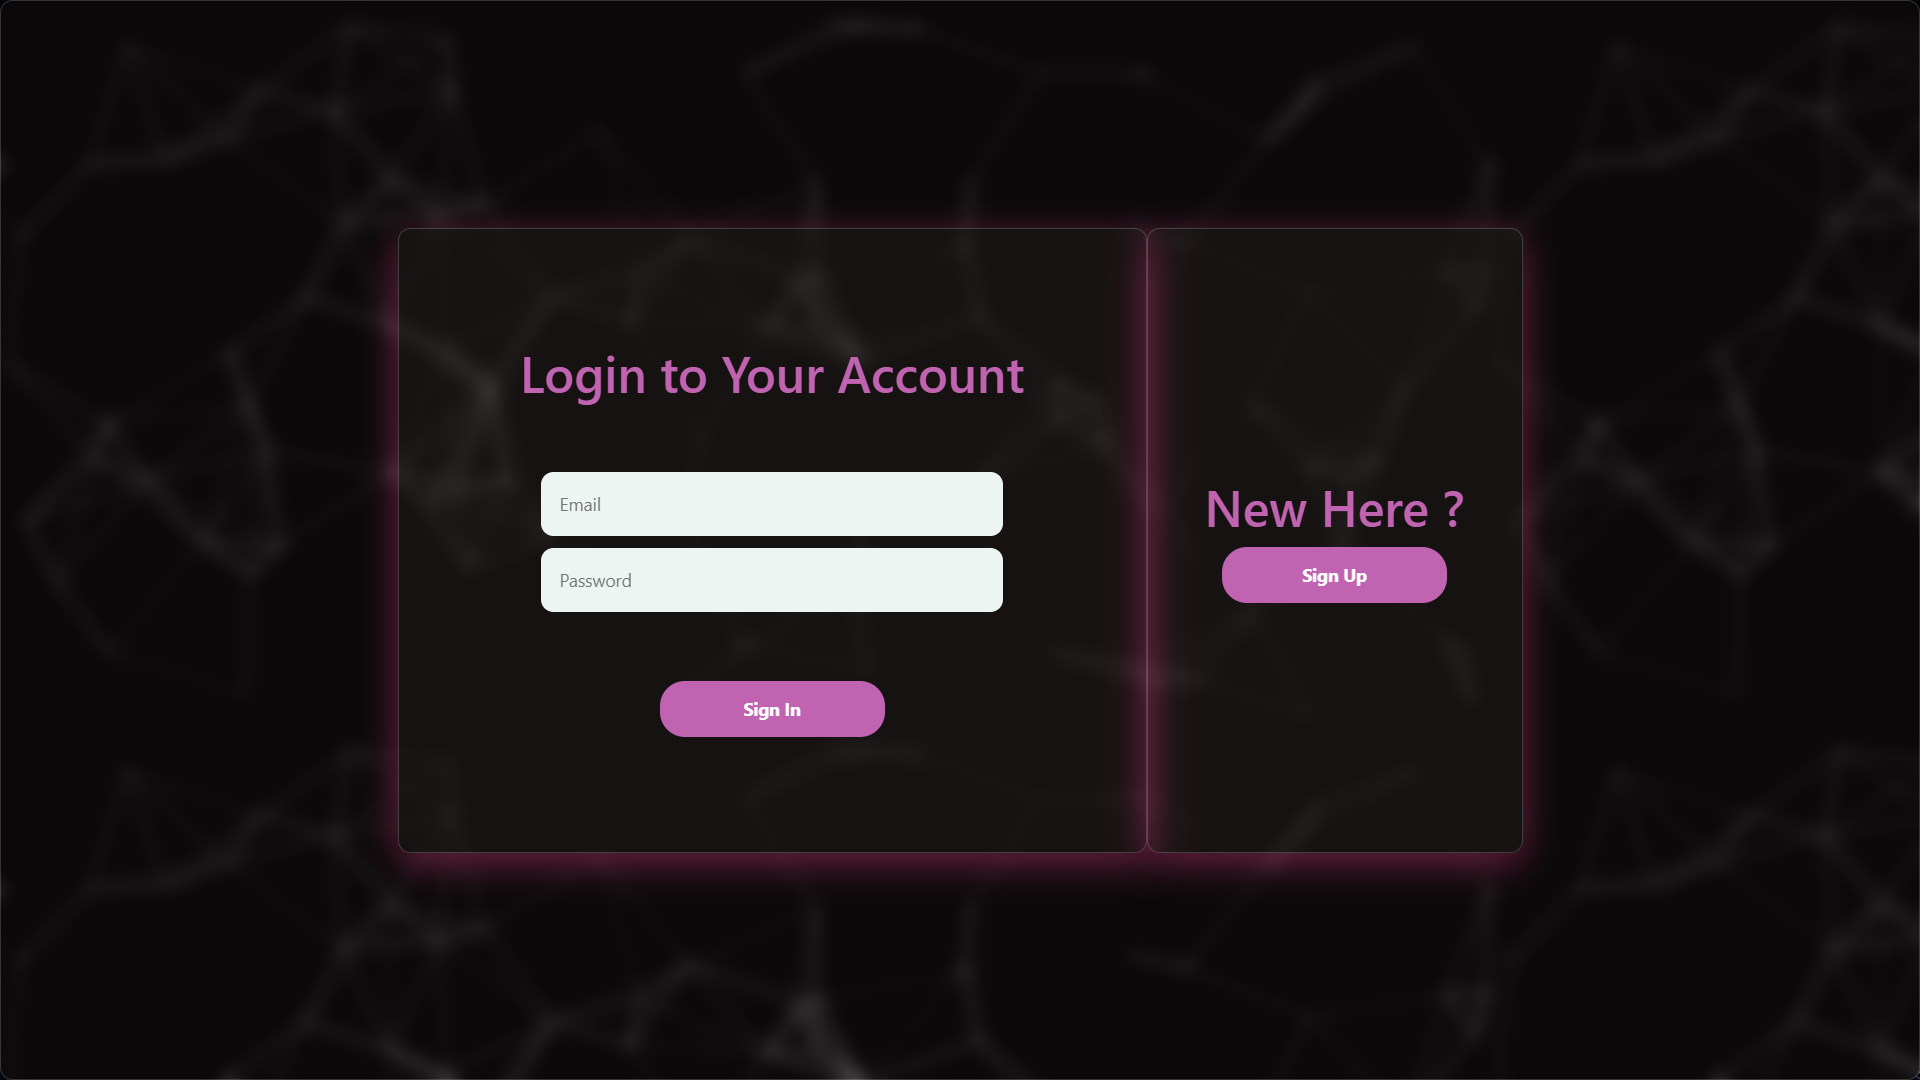 Login to Your Account
Email
Password
Sign In
New Here ?
Sign Up